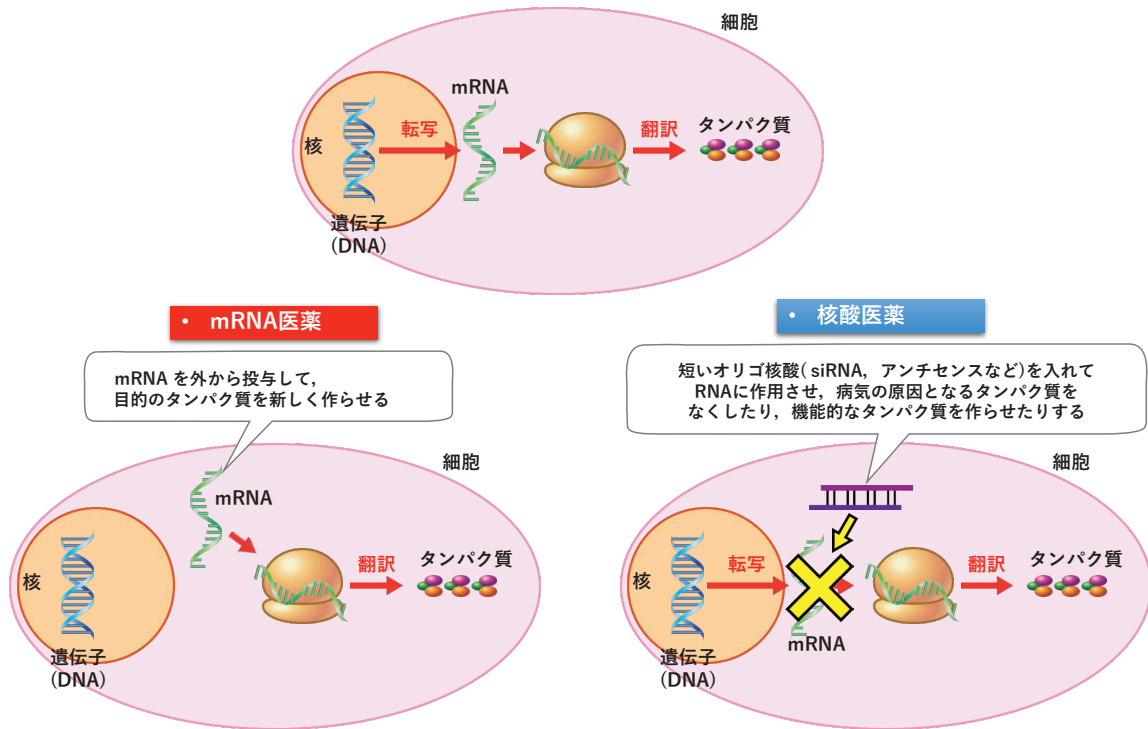 細胞
mRNA
転写
翻訳
タンパク質
核
遺伝子
(DNA)
• mRNA医薬
mRNA を外から投与して，
目的のタンパク質を新しく作らせる
細胞
mRNA
翻訳
タンパク質
核
遺伝子
(DNA)
• 核酸医薬
短いオリゴ核酸( siRNA，アンチセンスなど)を入れて
RNAに作用させ，病気の原因となるタンパク質を
なくしたり，機能的なタンパク質を作らせたりする
細胞
転写
翻訳
タンパク質
核
mRNA
遺伝子
(DNA)